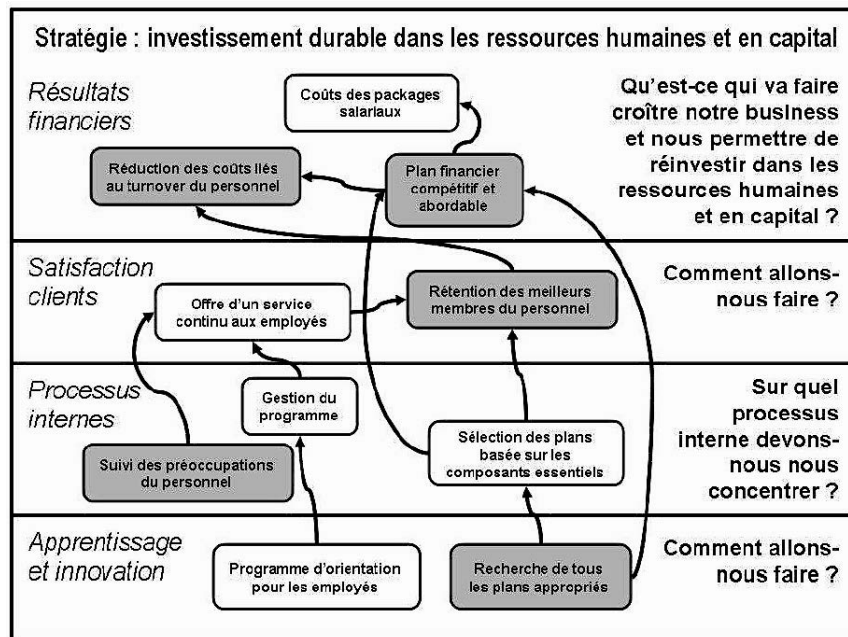 Stratégie : investissement durable dans les ressources humaines et en capital
Résultats
financiers
Coûts des packages
salariaux
Réduction des coûts liés
au turnover du personnel
Plan financier
compétitif et
abordable
Qu'est-ce qui va faire
croître notre business
et nous permettre de
réinvestir dans les
ressources humaines
et en capital ?
Satisfaction
clients
Offre d'un service
continu aux employés
Rétention des meilleurs
membres du personnel
Comment allons-
nous faire ?
Processus
internes
Gestion du
programme
Suivi des préoccupations
du personnel
Sélection des plans
basée sur les
composants essentiels
Sur quel
processus
interne devons-
nous nous
concentrer ?
Apprentissage
et innovation
Programme d'orientation
pour les employés
Recherche de tous
les plans appropriés
Comment allons-
nous faire ?